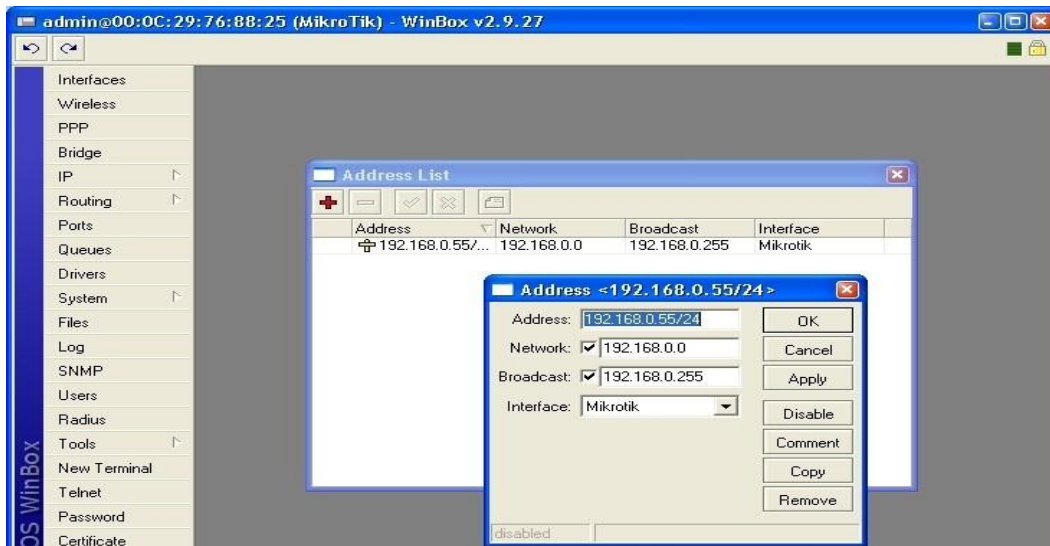 admin@00:0C:29:76:88:25 (MikroTik) - WinBox v2.9.27
Interfaces
Wireless
PPP
Bridge
IP
Routing
Ports
Queues
Drivers
System
Files
Log
SNMP
Users
Radius
Tools
New Terminal
Telnet
Password
Certificate
OS WinBox
Address List
Address Network Broadcast Interface
192.168.0.55/... 192.168.0.0 192.168.0.255 Mikrotik
Address <192.168.0.55/24>
Address: 192.168.0.55/24
Network: 192.168.0.0
Broadcast: 192.168.0.255
Interface: Mikrotik
OK
Cancel
Apply
Disable
Comment
Copy
Remove
disabled